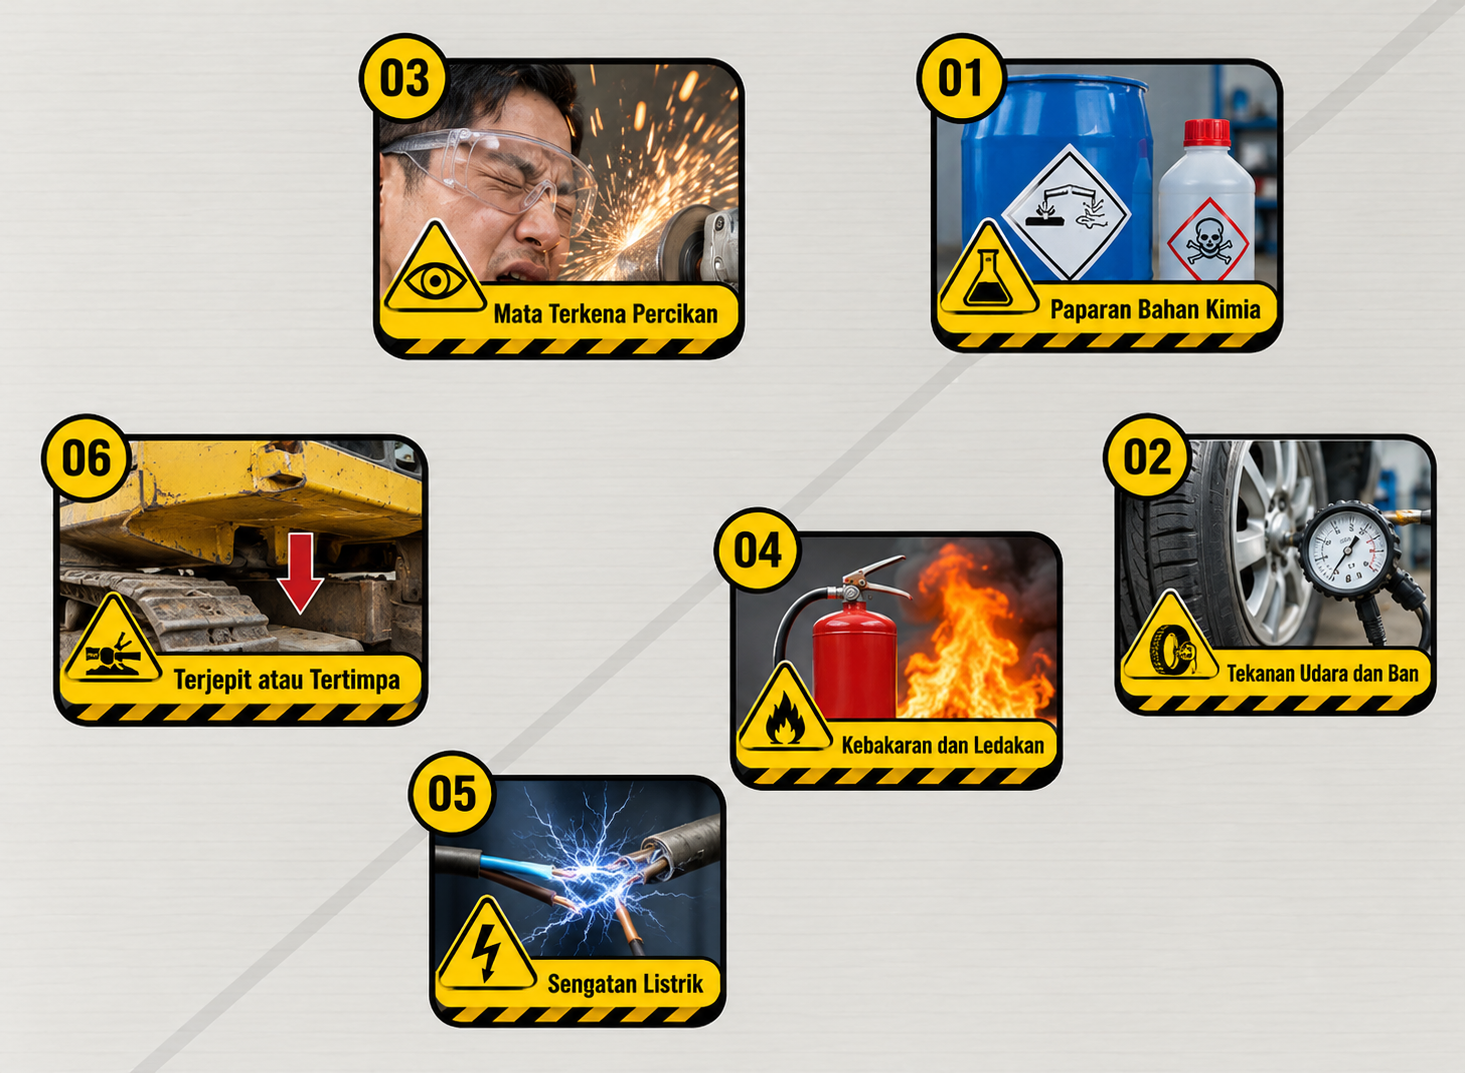 03
Mata Terkena Percikan
01
Paparan Bahan Kimia
06
Terjepit atau Tertimpa
02
Tekanan Udara dan Ban
04
Kebakaran dan Ledakan
05
Sengatan Listrik